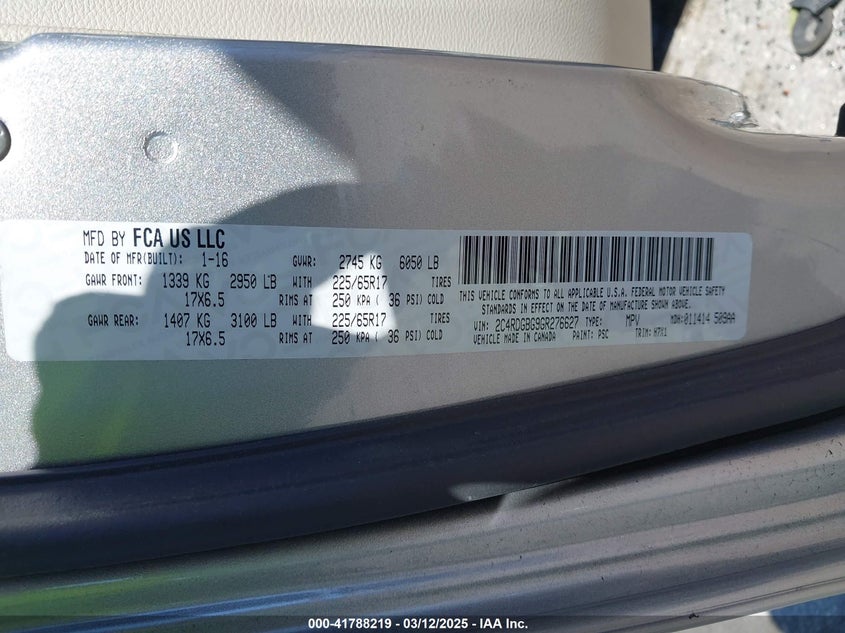 MFD BY FCA US LLC
DATE OF MFR(BUILT): 1-16 GVWR: 2745 KG 6050 LB
GAWR FRONT: 1339 KG 2950 LB WITH 225/65R17 TIRES
17X6.5 RIMS AT 250 KPA ( 36 PSI) COLD
GAWR REAR: 1407 KG 3100 LB WITH 225/65R17 TIRES
17X6.5 RIMS AT 250 KPA ( 36 PSI) COLD
THIS VEHICLE CONFORMS TO ALL APPLICABLE U.S.A. FEDERAL MOTOR VEHICLE SAFETY
STANDARDS IN EFFECT ON THE DATE OF MANUFACTURE SHOWN ABOVE.
VIN: 2C4RDGBG9GR276627 TYPE: MPV MDH:011414 509AA
VEHICLE MADE IN CANADA PAINT: PSC TRIM: H7X1
000-41788219 - 03/12/2025 - IAA Inc.